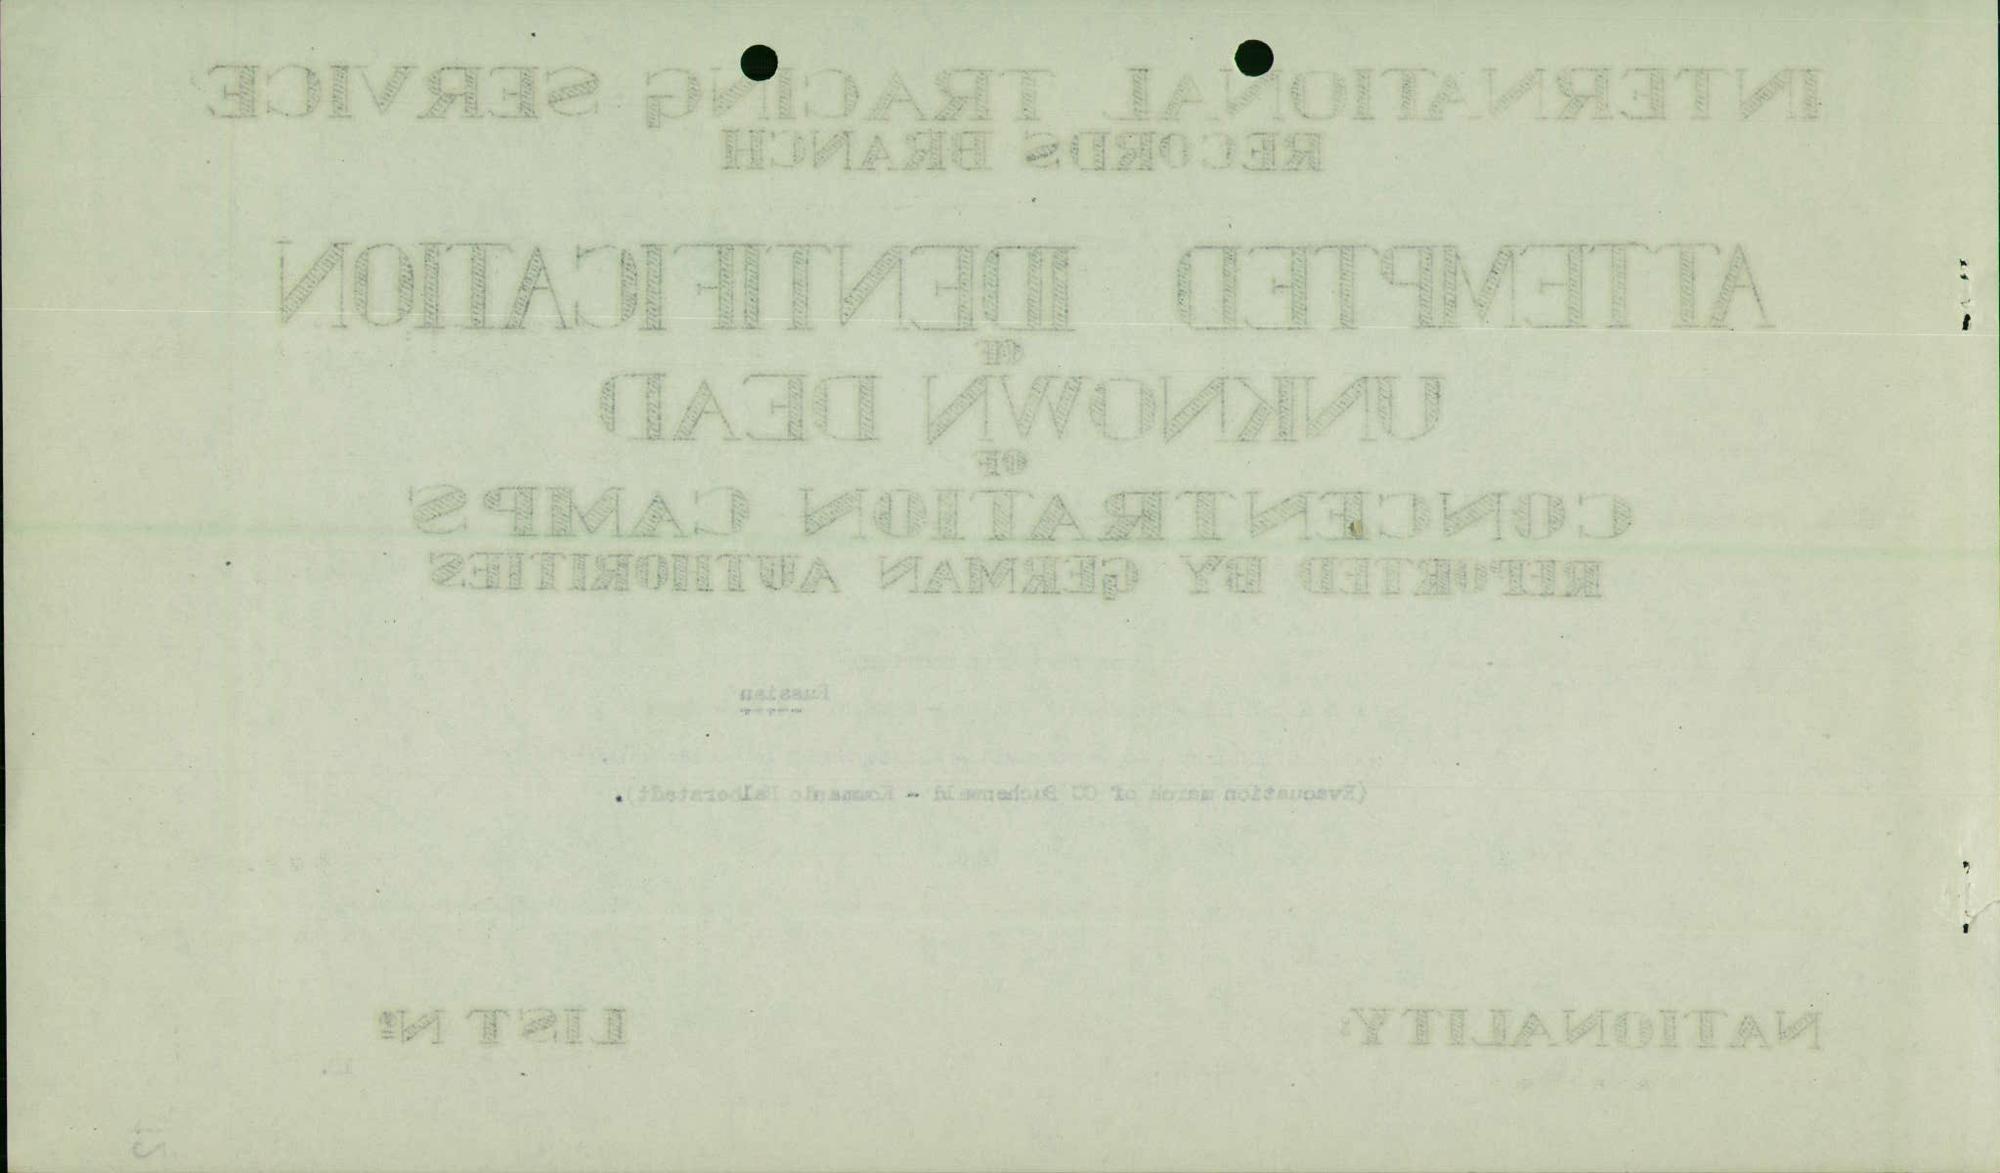 INTERNATIONAL TRACING SERVICE
RECORDS BRANCH
ATTEMPTED IDENTIFICATION
OF
UNKNOWN DEAD
OF
CONCENTRATION CAMPS
REPORTED BY GERMAN AUTHORITIES
Russian
(Evacuation march of CC Buchenwald - Kommando Halberstadt).
NATIONALITY: LIST Nº